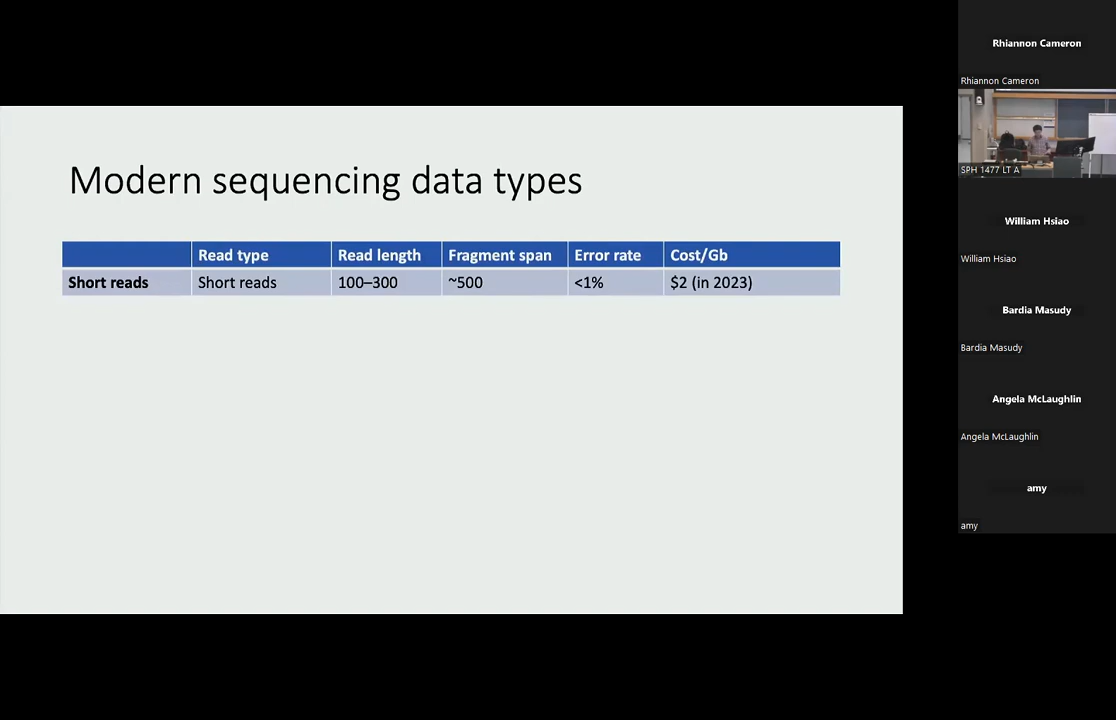 Modern sequencing data types
Read type Read length Fragment span Error rate Cost/Gb
Short reads Short reads 100–300 ~500 <1% $2 (in 2023)
Rhiannon Cameron
Rhiannon Cameron
SPH 1477 LT A
William Hsiao
William Hsiao
Bardia Masudy
Bardia Masudy
Angela McLaughlin
Angela McLaughlin
amy
amy